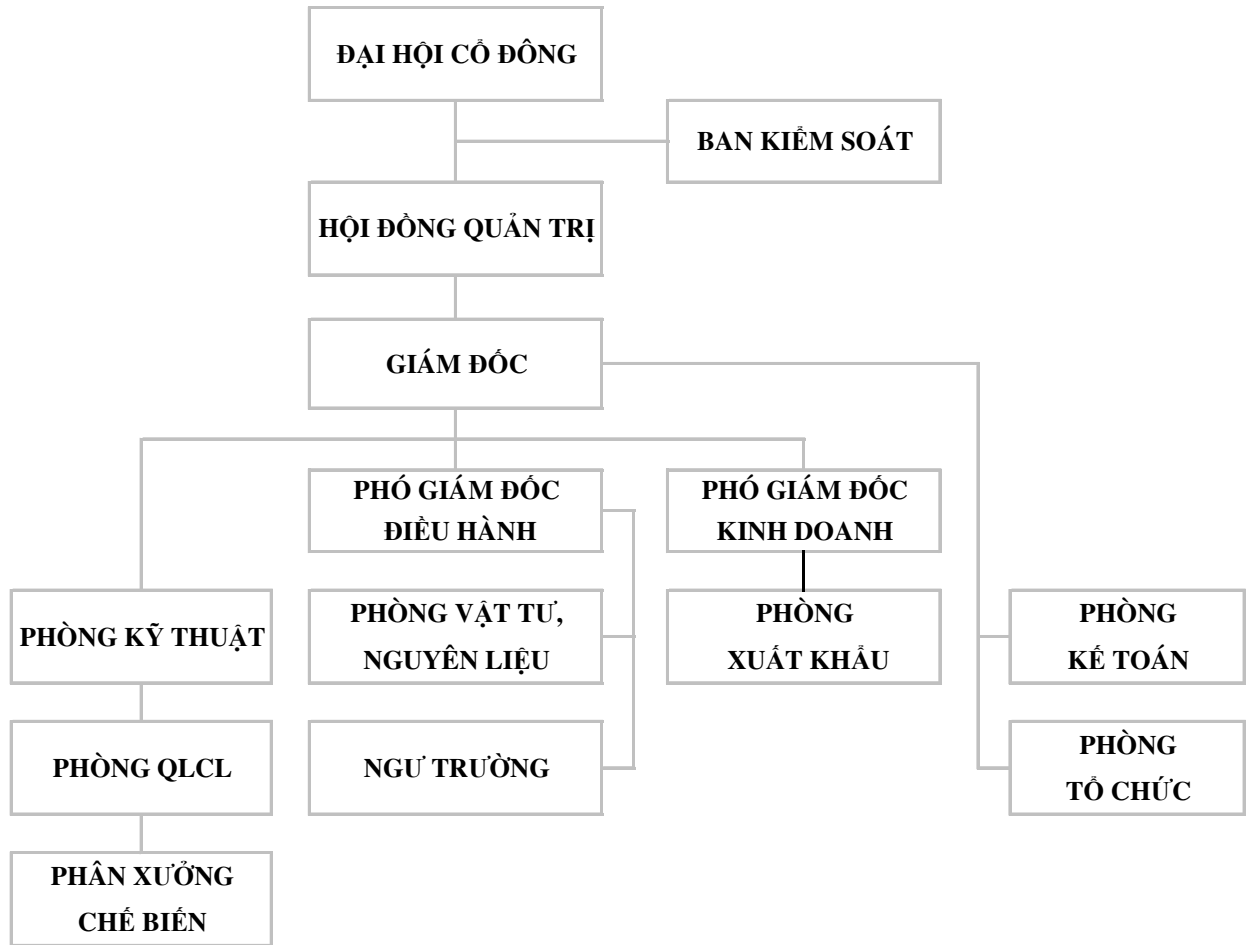 ĐẠI HỘI CỔ ĐÔNG
BAN KIỂM SOÁT
HỘI ĐỒNG QUẢN TRỊ
GIÁM ĐỐC
PHÓ GIÁM ĐỐC
ĐIỀU HÀNH
PHÓ GIÁM ĐỐC
KINH DOANH
PHÒNG KỸ THUẬT
PHÒNG VẬT TƯ,
NGUYÊN LIỆU
PHÒNG
XUẤT KHẨU
PHÒNG
KẾ TOÁN
PHÒNG QLCL
NGƯ TRƯỜNG
PHÒNG
TỔ CHỨC
PHÂN XƯỞNG
CHẾ BIẾN